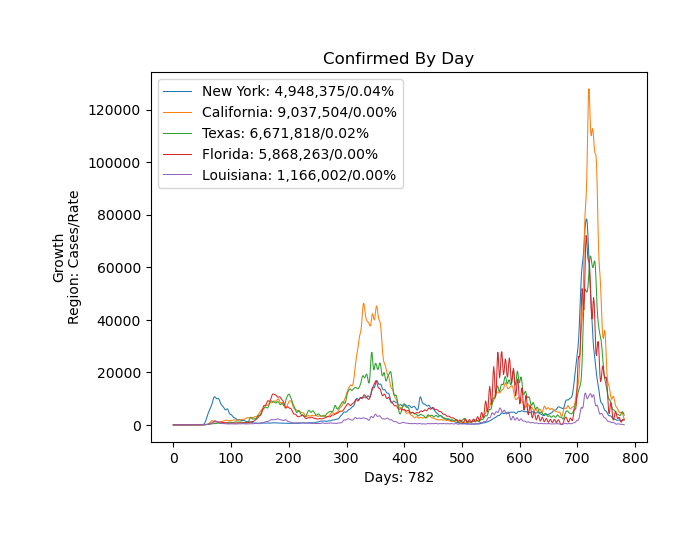 Confirmed By Day
New York: 4,948,375/0.04%
California: 9,037,504/0.00%
Texas: 6,671,818/0.02%
Florida: 5,868,263/0.00%
Louisiana: 1,166,002/0.00%
Growth
Region: Cases/Rate
120000
100000
80000
60000
40000
20000
0
0 100 200 300 400 500 600 700 800
Days: 782